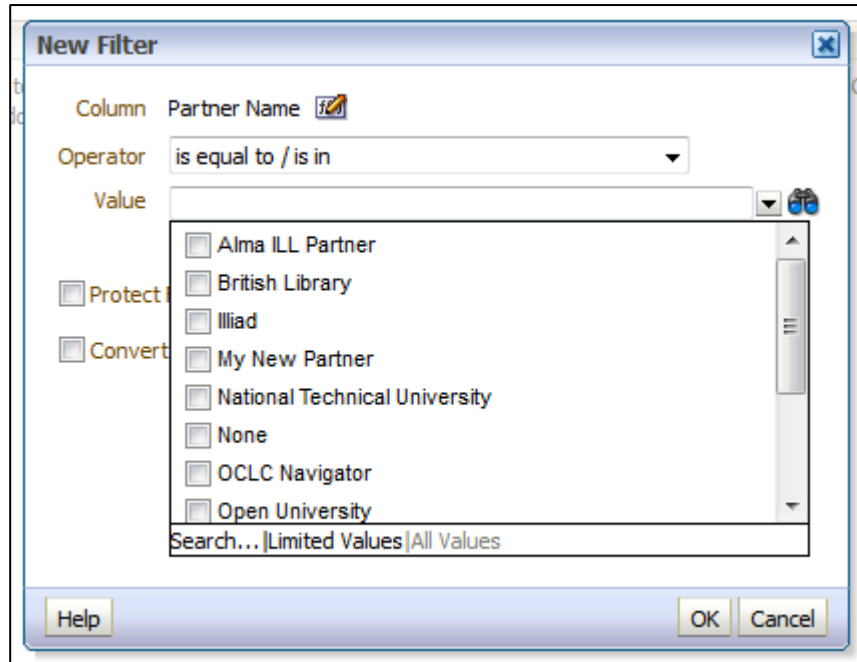 New Filter
Column Partner Name
Operator is equal to / is in
Value
Alma ILL Partner
British Library
Protect
Illiad
Convert
My New Partner
National Technical University
None
OCLC Navigator
Open University
Search...|Limited Values|All Values
Help OK Cancel